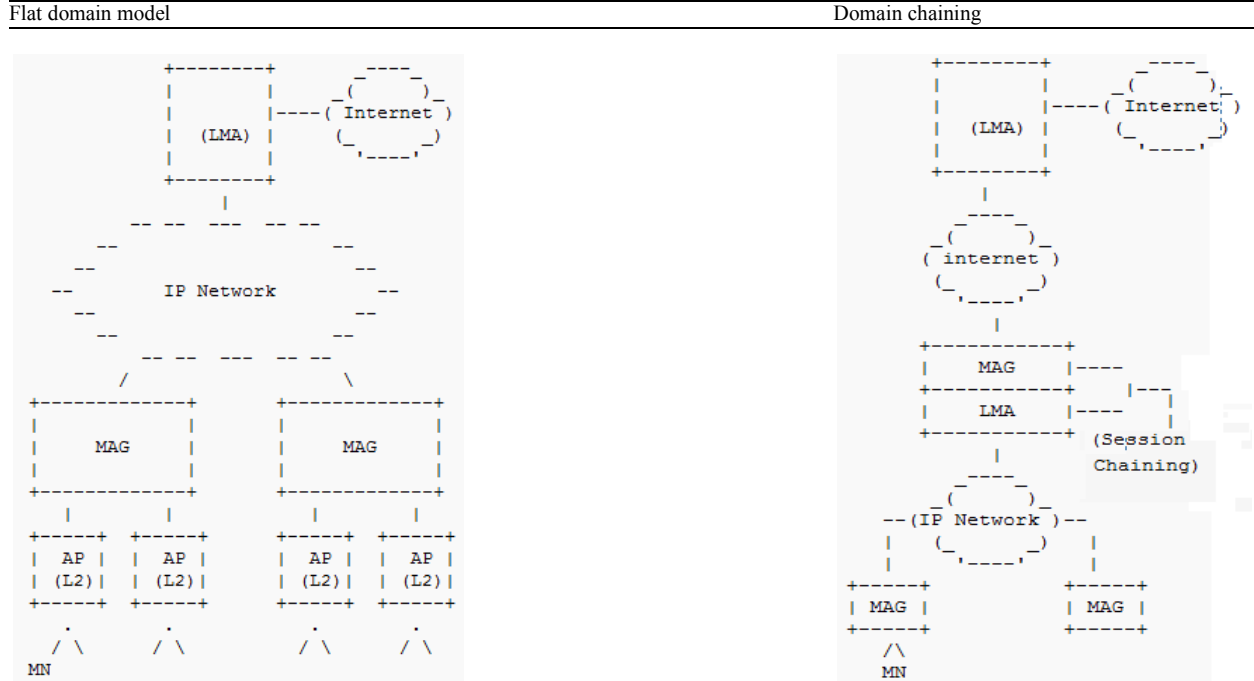 Flat domain model
Domain chaining
(LMA)
Internet
IP Network
MAG
MAG
AP
(L2)
AP
(L2)
AP
(L2)
AP
(L2)
MN
(LMA)
Internet
internet
MAG
LMA
(Session
Chaining)
(IP Network )
MAG
MAG
MN